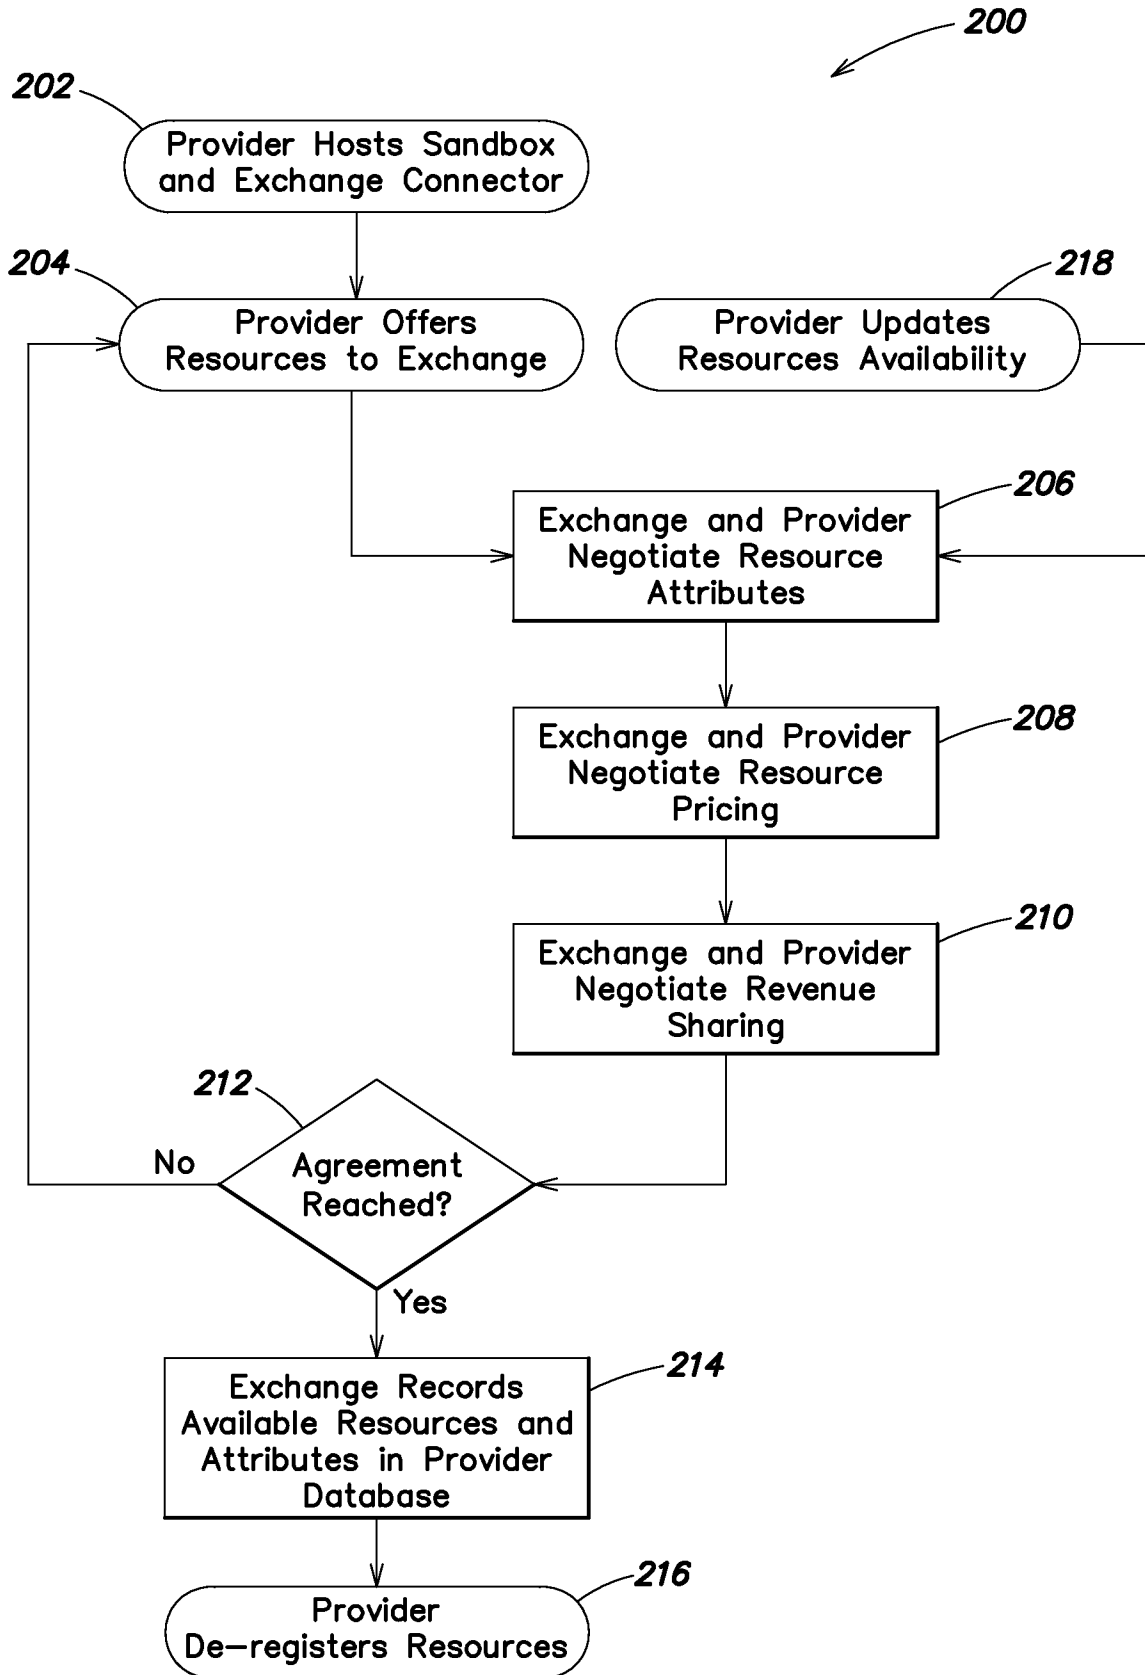 200
202
Provider Hosts Sandbox
and Exchange Connector
204
Provider Offers
Resources to Exchange
218
Provider Updates
Resources Availability
206
Exchange and Provider
Negotiate Resource
Attributes
208
Exchange and Provider
Negotiate Resource
Pricing
210
Exchange and Provider
Negotiate Revenue
Sharing
212
No
Agreement
Reached?
Yes
214
Exchange Records
Available Resources and
Attributes in Provider
Database
216
Provider
De-registers Resources